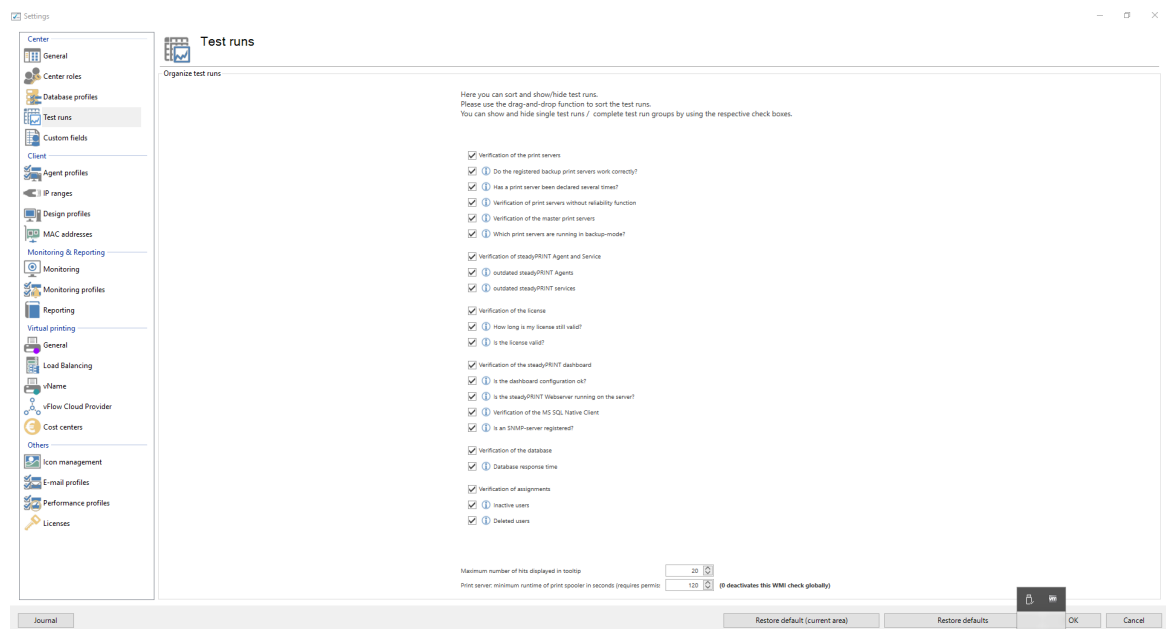 Settings
Center
General
Center roles
Database profiles
Test runs
Custom fields
Client
Agent profiles
IP ranges
Design profiles
MAC addresses
Monitoring & Reporting
Monitoring
Monitoring profiles
Reporting
Virtual printing
General
Load Balancing
vName
vFlow Cloud Provider
Cost centers
Others
Icon management
E-mail profiles
Performance profiles
Licenses
Test runs
Organize test runs
Here you can sort and show/hide test runs.
Please use the drag-and-drop function to sort the test runs.
You can show and hide single test runs / complete test run groups by using the respective check boxes.
Verification of the print servers
Do the registered backup print servers work correctly?
Has a print server been declared several times?
Verification of print servers without reliability function
Verification of the master print servers
Which print servers are running in backup-mode?
Verification of steadyPRINT Agent and Service
outdated steadyPRINT Agents
outdated steadyPRINT services
Verification of the license
How long is my license still valid?
Is the license valid?
Verification of the steadyPRINT dashboard
Is the dashboard configuration ok?
Is the steadyPRINT Webserver running on the server?
Verification of the MS SQL Native Client
Is an SNMP-server registered?
Verification of the database
Database response time
Verification of assignments
Inactive users
Deleted users
Maximum number of hits displayed in tooltip 20
Print server: minimum runtime of print spooler in seconds (requires permis 120 (0 deactivates this WMI check globally)
Journal Restore default (current area) Restore defaults OK Cancel